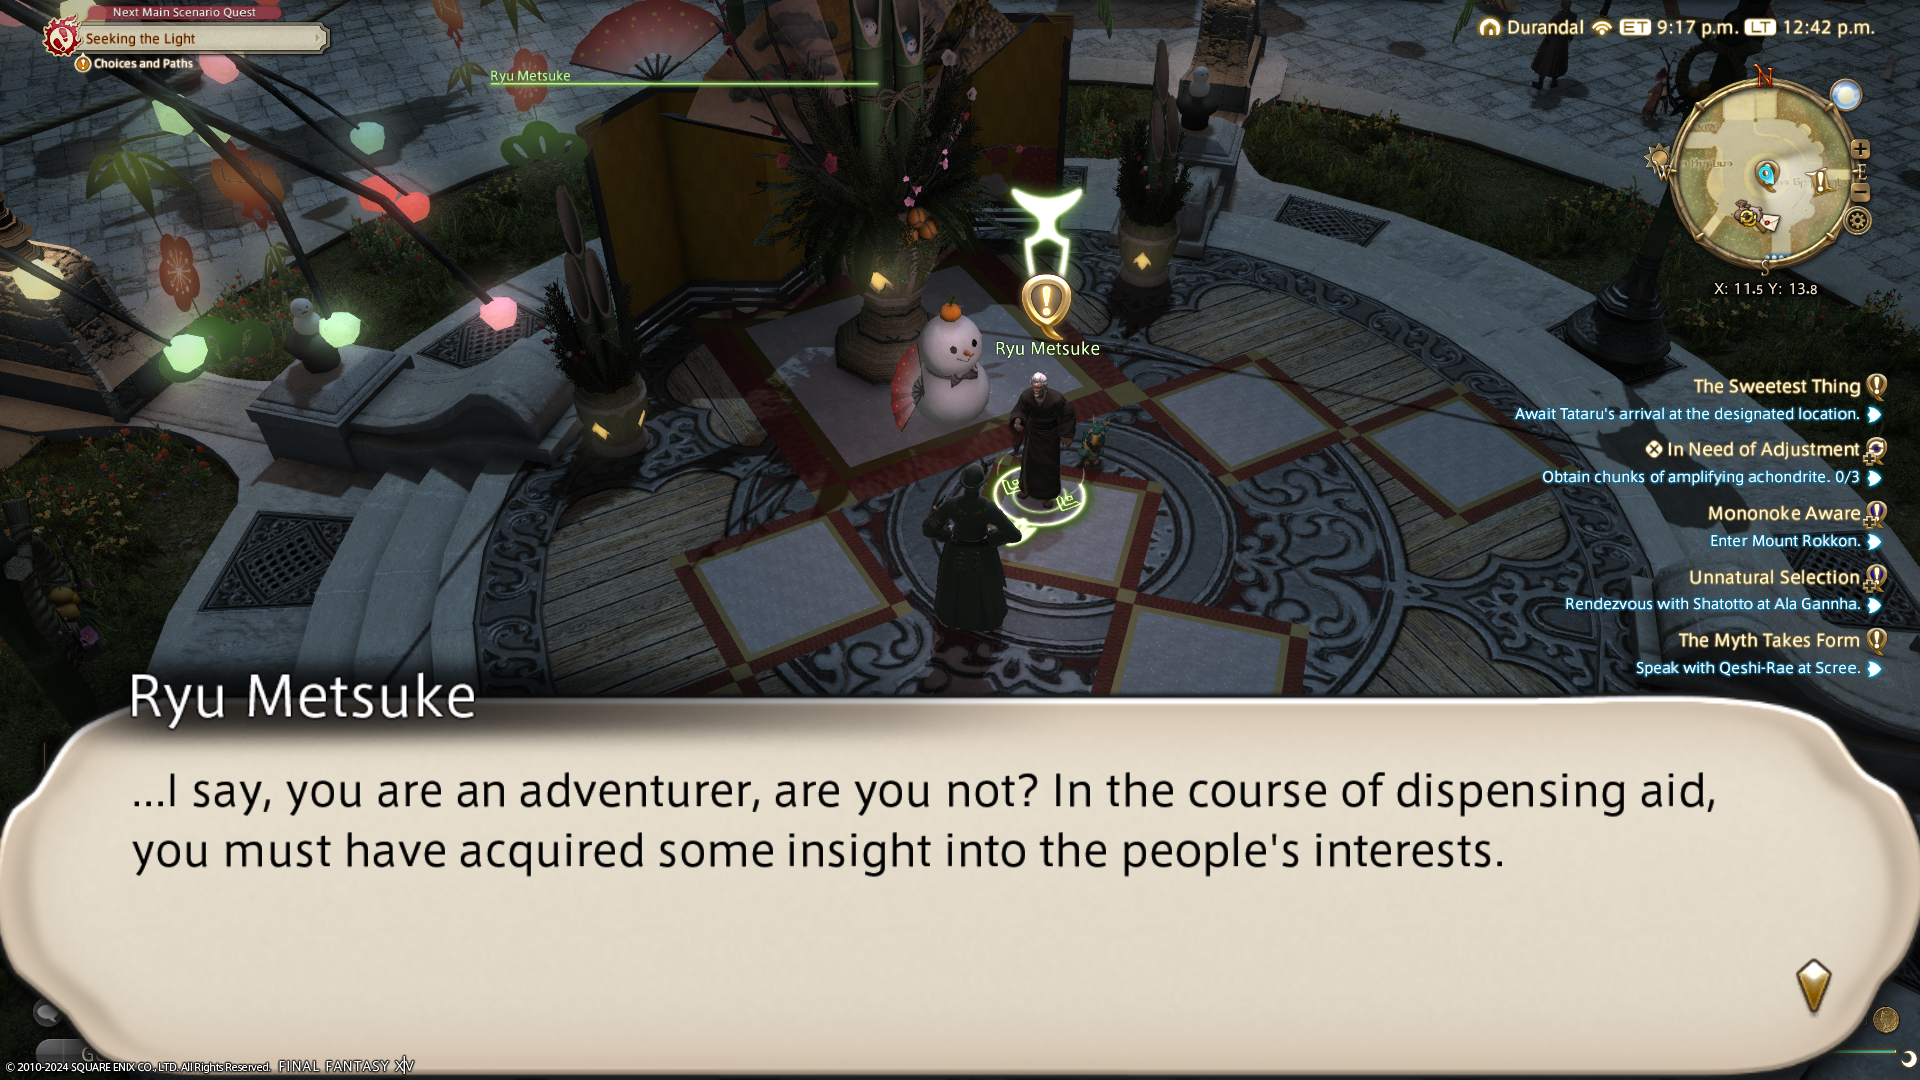 Next Main Scenario Quest
Seeking the Light
Choices and Paths
Ryu Metsuke
Durandal ET 9:17 p.m. LT 12:42 p.m.
N
W
E
S
X: 11.5 Y: 13.8
Ryu Metsuke
The Sweetest Thing
Await Tataru's arrival at the designated location.
In Need of Adjustment
Obtain chunks of amplifying achondrite. 0/3
Mononoke Aware
Enter Mount Rokkon.
Unnatural Selection
Rendezvous with Shatotto at Ala Gannha.
The Myth Takes Form
Speak with Qeshi-Rae at Scree.
Ryu Metsuke
...I say, you are an adventurer, are you not? In the course of dispensing aid,
you must have acquired some insight into the people's interests.
© 2010-2024 SQUARE ENIX CO., LTD. All Rights Reserved. FINAL FANTASY XIV